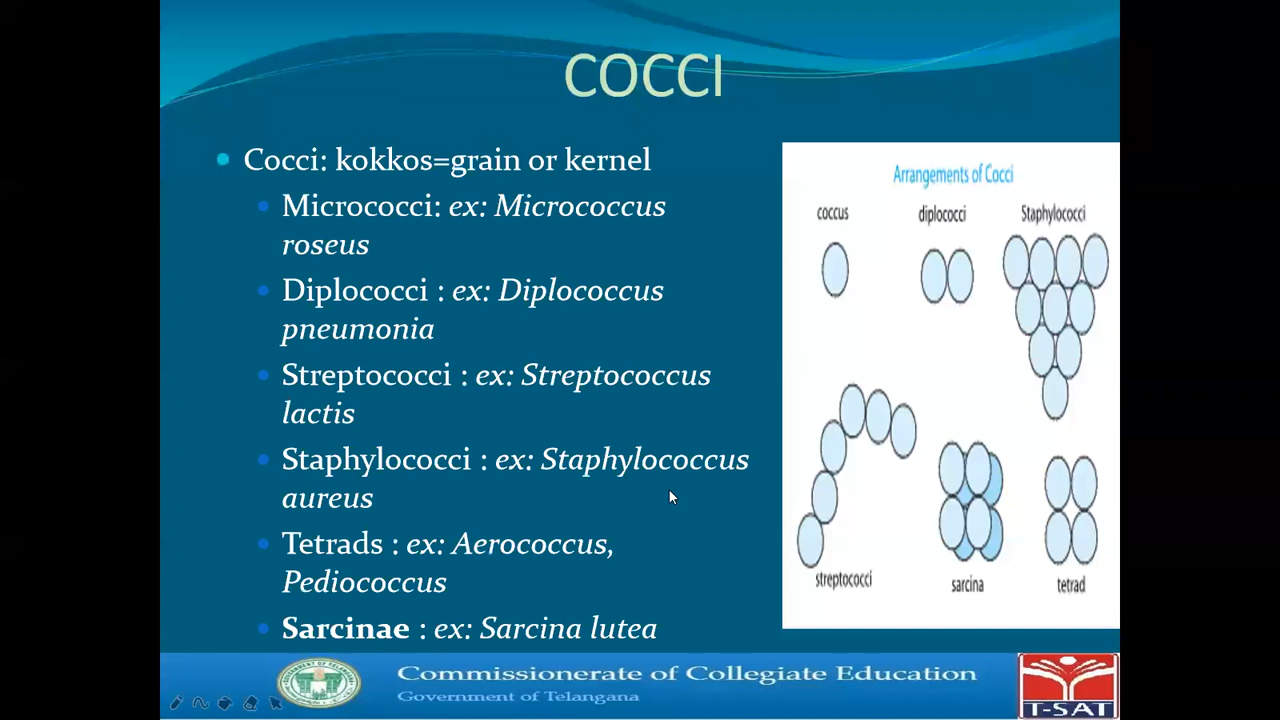 COCCI
Cocci: kokkos=grain or kernel
Micrococci: ex: Micrococcus
roseus
Diplococci : ex: Diplococcus
pneumonia
Streptococci : ex: Streptococcus
lactis
Staphylococci : ex: Staphylococcus
aureus
Tetrads : ex: Aerococcus,
Pediococcus
Sarcinae : ex: Sarcina lutea
Arrangements of Cocci
coccus diplococci Staphylococci
streptococci sarcina tetrad
Commissionerate of Collegiate Education
Government of Telangana
T-SAT